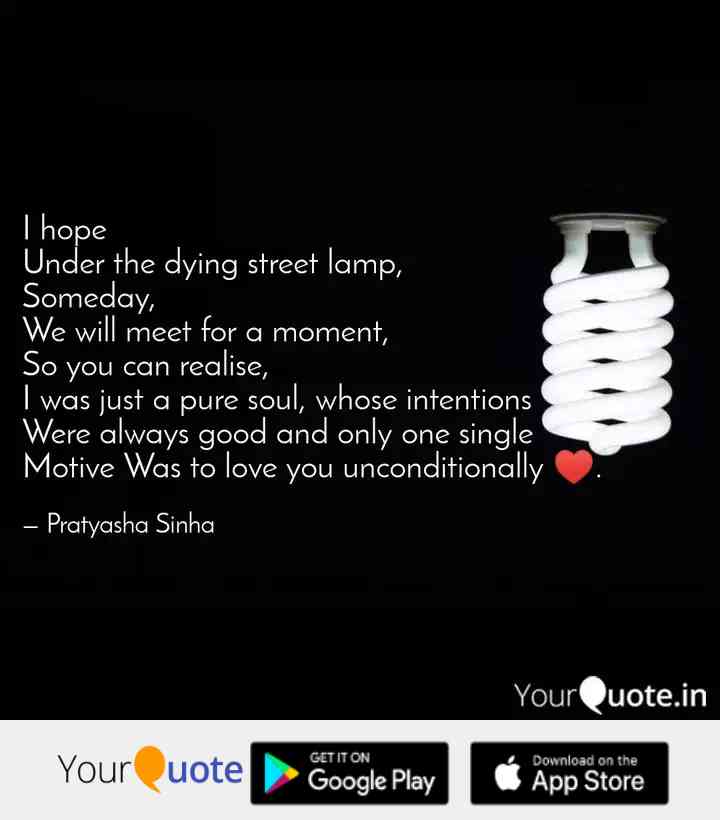 I hope
Under the dying street lamp,
Someday,
We will meet for a moment,
So you can realise,
I was just a pure soul, whose intentions
Were always good and only one single
Motive Was to love you unconditionally ♥️.
– Pratyasha Sinha
YourQuote.in
YourQuote
GET IT ON
Google Play
Download on the
App Store